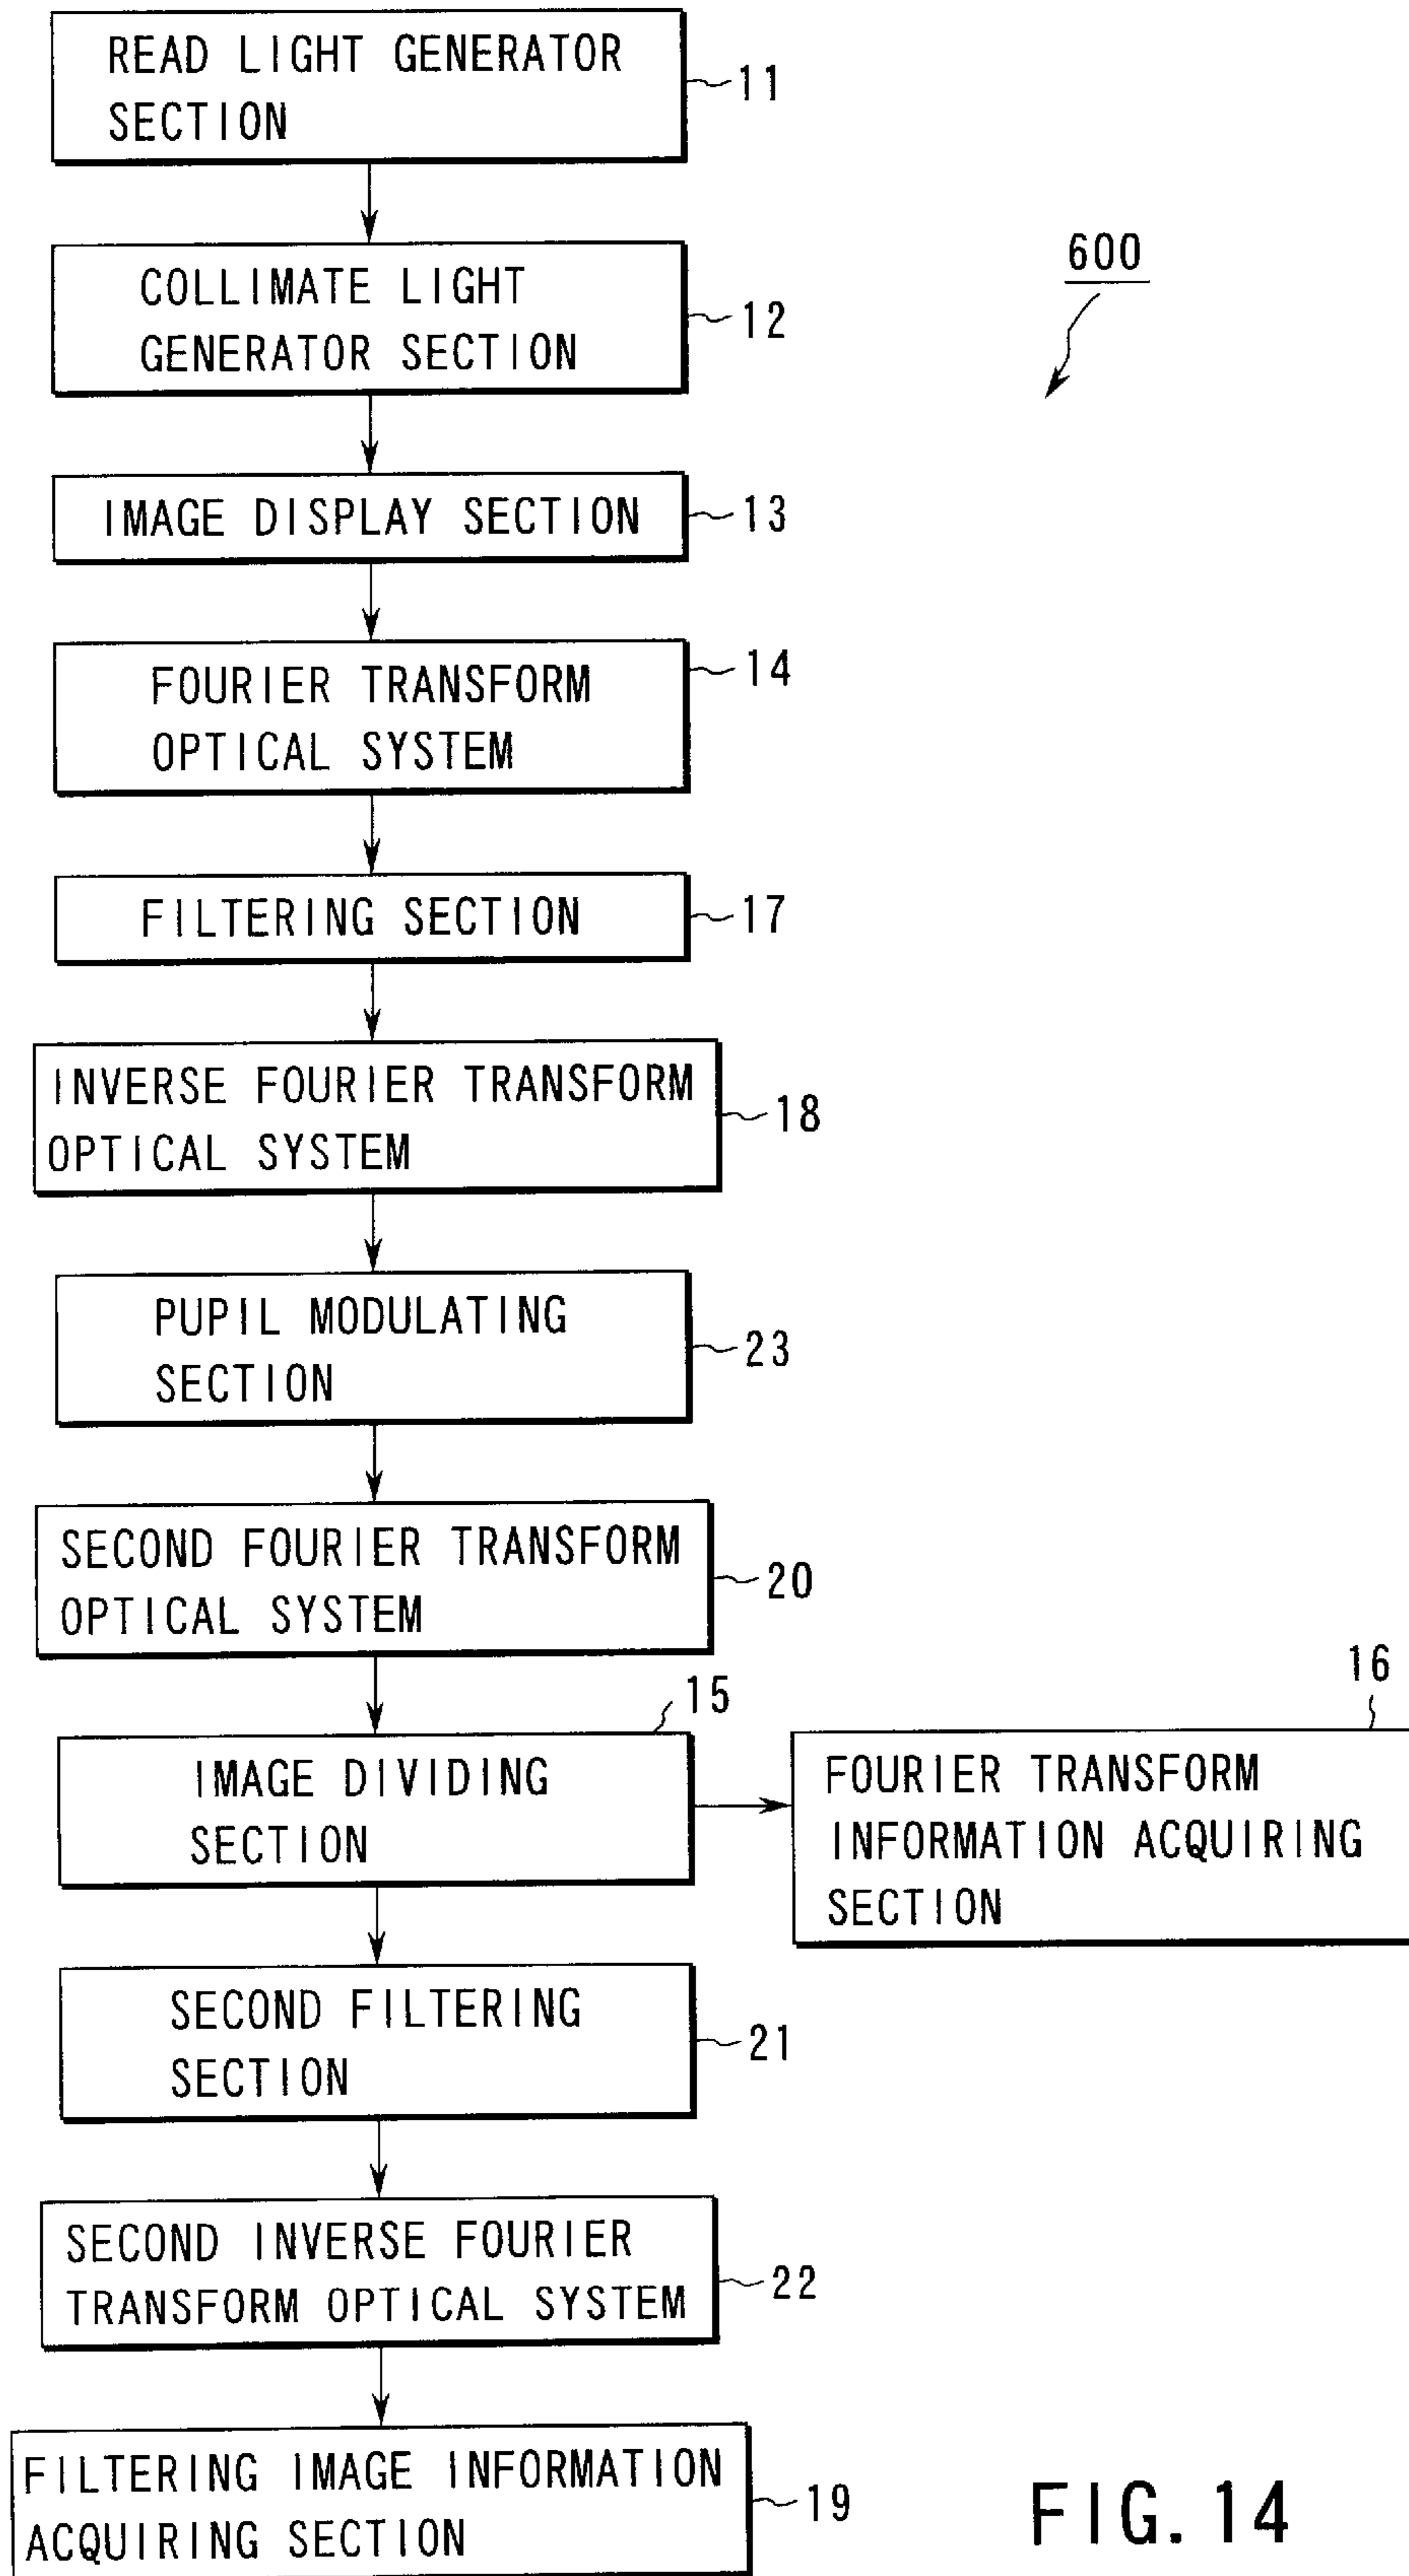 READ LIGHT GENERATOR
SECTION
11
600
COLLIMATE LIGHT
GENERATOR SECTION
12
IMAGE DISPLAY SECTION
13
FOURIER TRANSFORM
OPTICAL SYSTEM
14
FILTERING SECTION
17
INVERSE FOURIER TRANSFORM
OPTICAL SYSTEM
18
PUPIL MODULATING
SECTION
23
SECOND FOURIER TRANSFORM
OPTICAL SYSTEM
20
15
IMAGE DIVIDING
SECTION
16
FOURIER TRANSFORM
INFORMATION ACQUIRING
SECTION
SECOND FILTERING
SECTION
21
SECOND INVERSE FOURIER
TRANSFORM OPTICAL SYSTEM
22
FILTERING IMAGE INFORMATION
ACQUIRING SECTION
19
FIG. 14